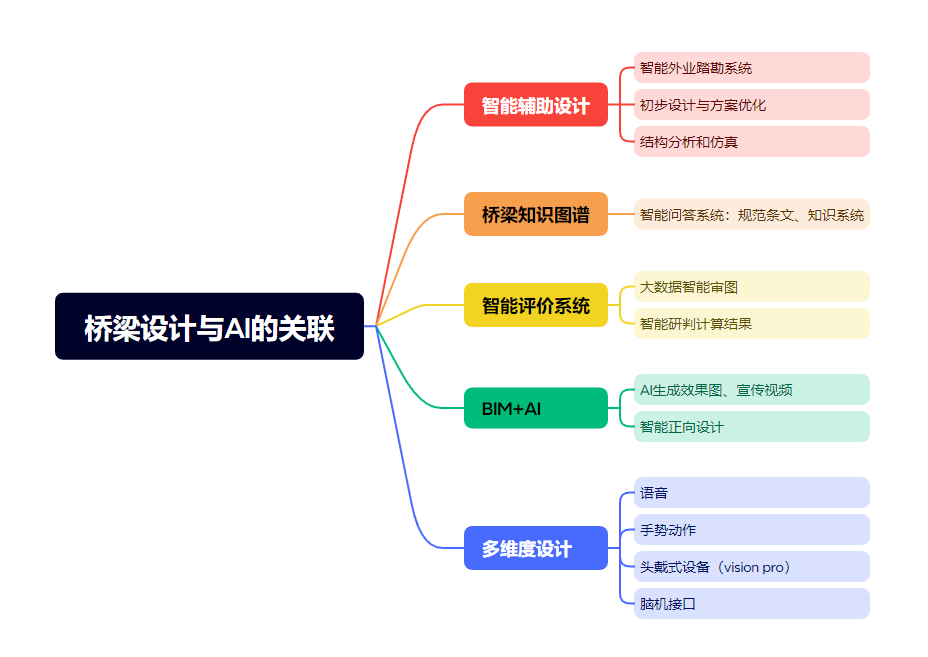 桥梁设计与AI的关联
智能辅助设计
智能外业踏勘系统
初步设计与方案优化
结构分析和仿真
桥梁知识图谱
智能问答系统：规范条文、知识系统
智能评价系统
大数据智能审图
智能研判计算结果
BIM+AI
AI生成效果图、宣传视频
智能正向设计
多维度设计
语音
手势动作
头戴式设备（vision pro）
脑机接口